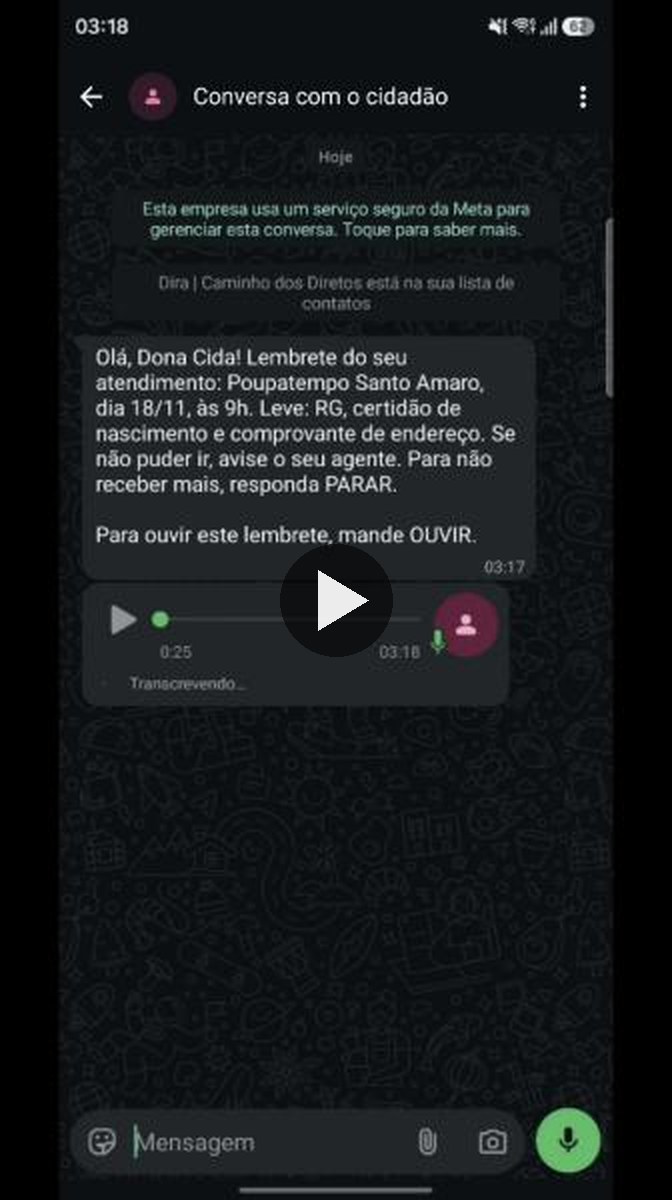 03:18
62
Conversa com o cidadão
Hoje
Esta empresa usa um serviço seguro da Meta para
gerenciar esta conversa. Toque para saber mais.
Dira | Caminho dos Diretos está na sua lista de
contatos
Olá, Dona Cida! Lembrete do seu
atendimento: Poupatempo Santo Amaro,
dia 18/11, às 9h. Leve: RG, certidão de
nascimento e comprovante de endereço. Se
não puder ir, avise o seu agente. Para não
receber mais, responda PARAR.
Para ouvir este lembrete, mande OUVIR.
03:17
0:25 03:18
Transcrevendo...
Mensagem